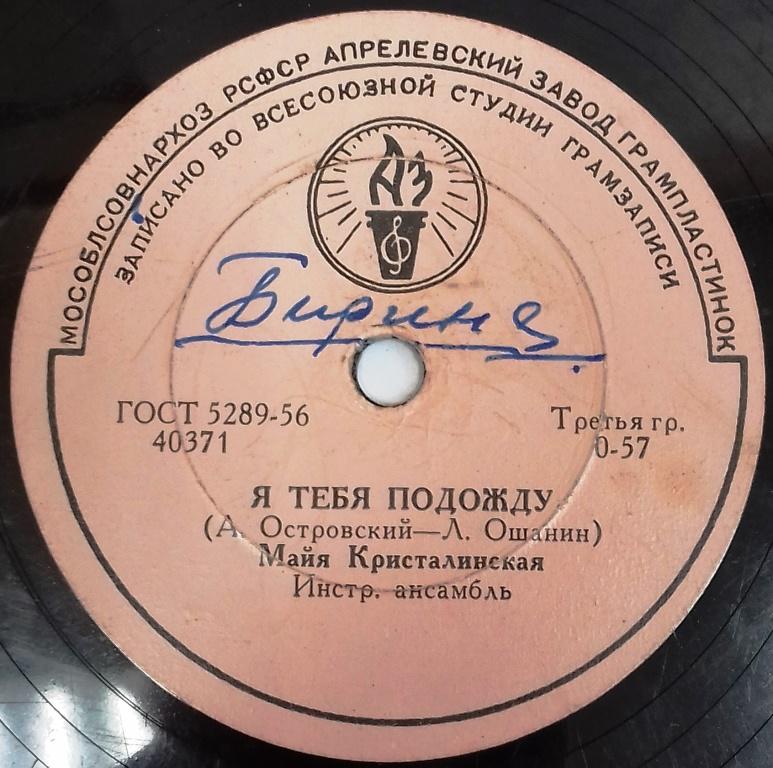 МОСОБЛСОВНАРХОЗ РСФСР АПРЕЛЕВСКИЙ ЗАВОД ГРАМПЛАСТИНОК
ЗАПИСАНО ВО ВСЕСОЮЗНОЙ СТУДИИ ГРАМЗАПИСИ
АЗ
ГОСТ 5289-56
40371
Третья гр.
0-57
Я ТЕБЯ ПОДОЖДУ
(А. Островский—Л. Ошанин)
Майя Кристалинская
Инстр. ансамбль